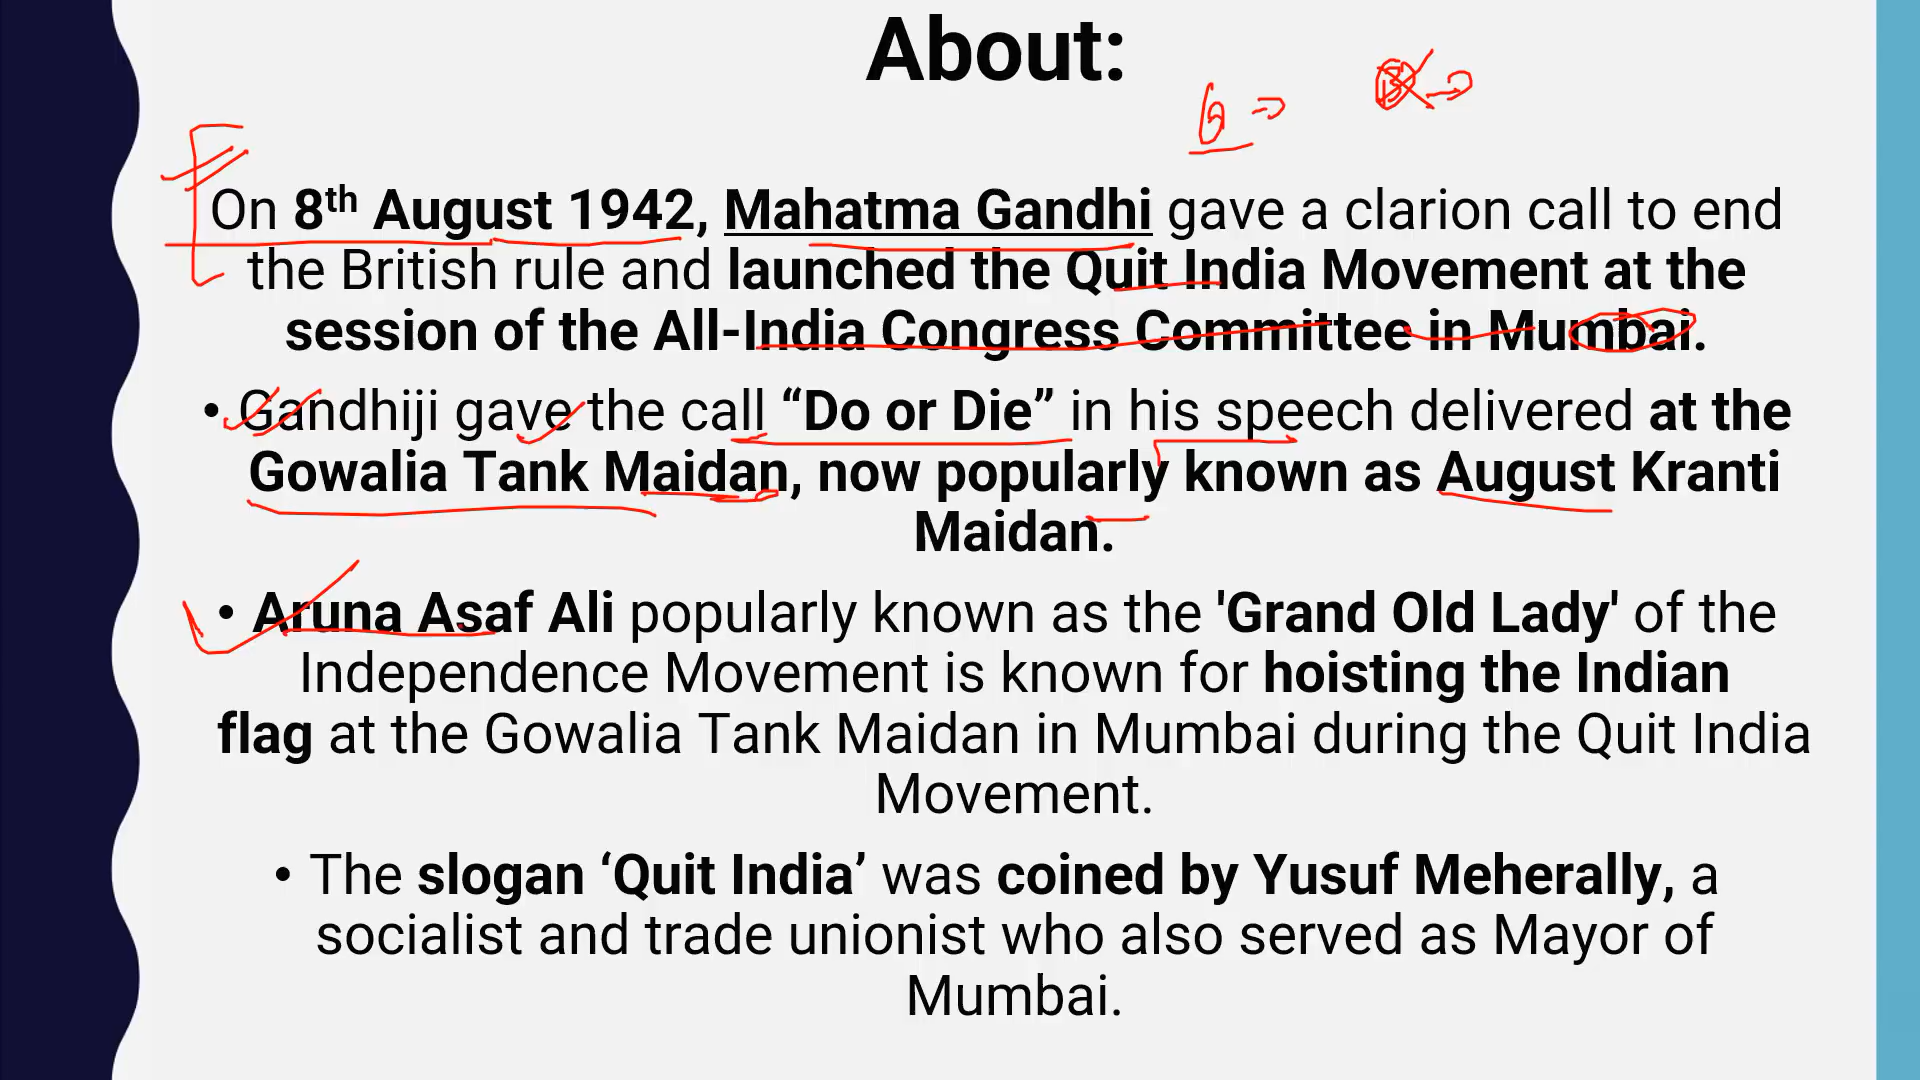 About:
On 8th August 1942, Mahatma Gandhi gave a clarion call to end
the British rule and launched the Quit India Movement at the
session of the All-India Congress Committee in Mumbai.
• Gandhiji gave the call “Do or Die” in his speech delivered at the
Gowalia Tank Maidan, now popularly known as August Kranti
Maidan.
• Aruna Asaf Ali popularly known as the 'Grand Old Lady' of the
Independence Movement is known for hoisting the Indian
flag at the Gowalia Tank Maidan in Mumbai during the Quit India
Movement.
• The slogan ‘Quit India’ was coined by Yusuf Meherally, a
socialist and trade unionist who also served as Mayor of
Mumbai.